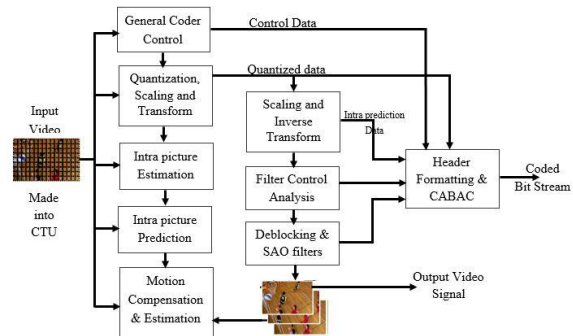 General Coder
Control
Control Data
Quantization,
Scaling and
Transform
Quantized data
Input
Video
Made
into
CTU
Scaling and
Inverse
Transform
Intra prediction
Data
Intra picture
Estimation
Filter Control
Analysis
Header
Formatting &
CABAC
Coded
Bit Stream
Intra picture
Prediction
Deblocking &
SAO filters
Motion
Compensation
& Estimation
Output Video
Signal